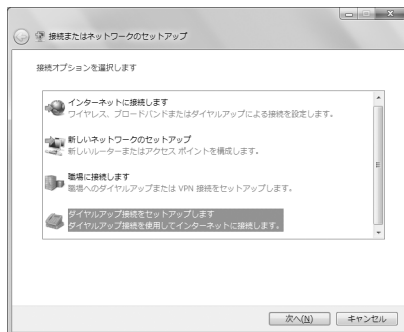 接続またはネットワークのセットアップ
接続オプションを選択します
インターネットに接続します
ワイヤレス、ブロードバンドまたはダイヤルアップによる接続を設定します。
新しいネットワークのセットアップ
新しいルーターまたはアクセス ポイントを構成します。
職場に接続します
職場へのダイヤルアップまたは VPN 接続をセットアップします。
ダイヤルアップ接続をセットアップします
ダイヤルアップ接続を使用してインターネットに接続します。
次へ(N)
キャンセル